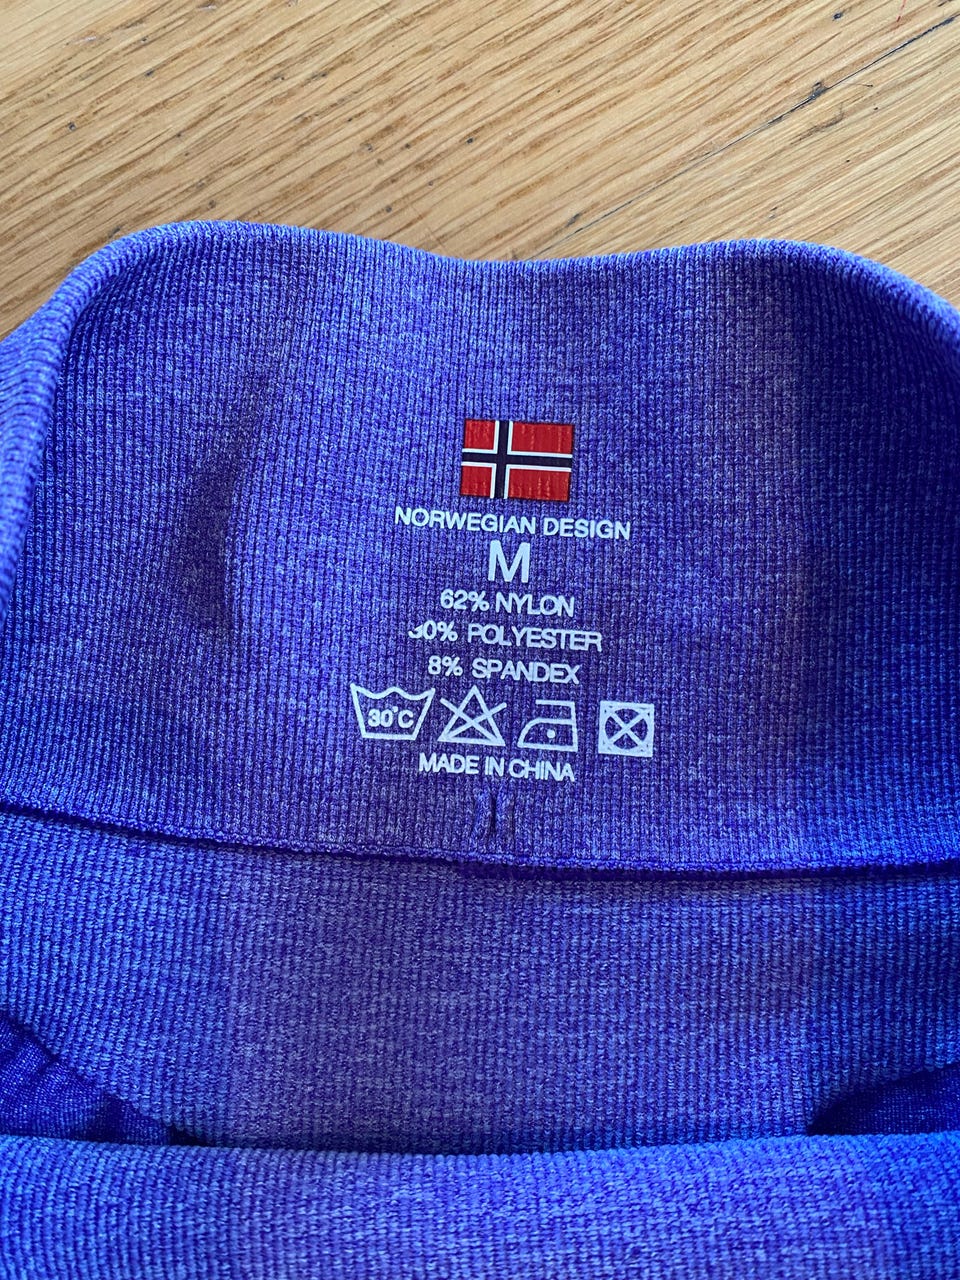 NORWEGIAN DESIGN
M
62% NYLON
30% POLYESTER
8% SPANDEX
30°C
MADE IN CHINA